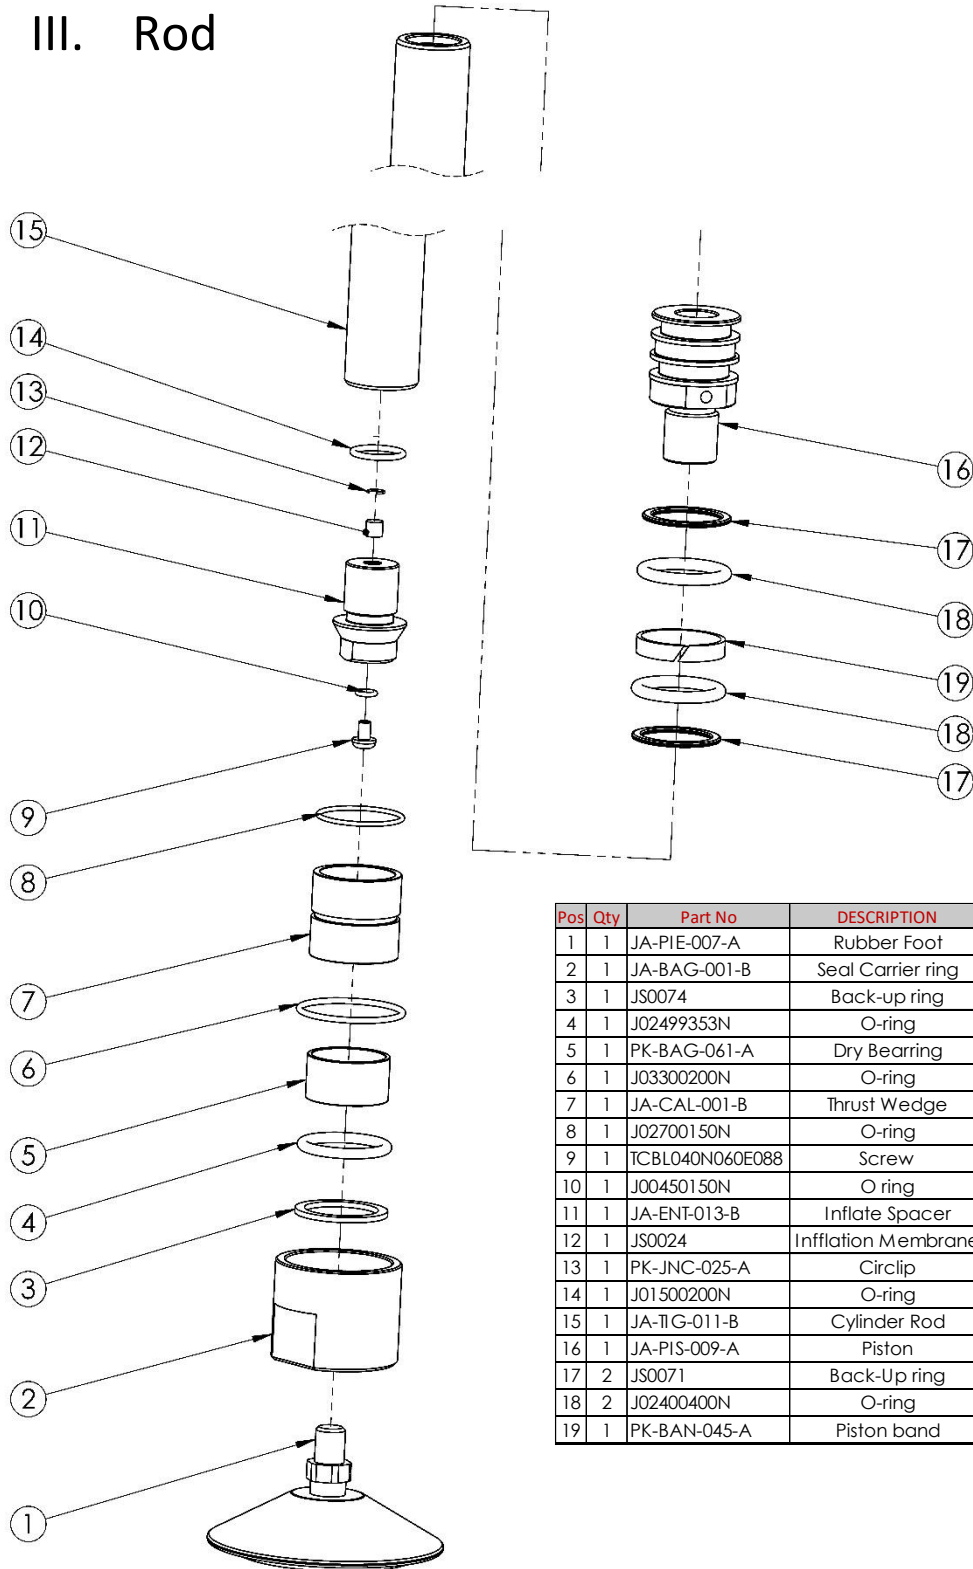 III. Rod
15
14
13
12
11
10
9
8
7
6
5
4
3
2
1
16
17
18
19
18
17
Pos Qty Part No DESCRIPTION
1 1 JA-PIE-007-A Rubber Foot
2 1 JA-BAG-001-B Seal Carrier ring
3 1 JS0074 Back-up ring
4 1 J02499353N O-ring
5 1 PK-BAG-061-A Dry Bearring
6 1 J03300200N O-ring
7 1 JA-CAL-001-B Thrust Wedge
8 1 J02700150N O-ring
9 1 TCBL040N060E088 Screw
10 1 J00450150N O ring
11 1 JA-ENT-013-B Inflate Spacer
12 1 JS0024 Infflation Membrane
13 1 PK-JNC-025-A Circlip
14 1 J01500200N O-ring
15 1 JA-TIG-011-B Cylinder Rod
16 1 JA-PIS-009-A Piston
17 2 JS0071 Back-Up ring
18 2 J02400400N O-ring
19 1 PK-BAN-045-A Piston band